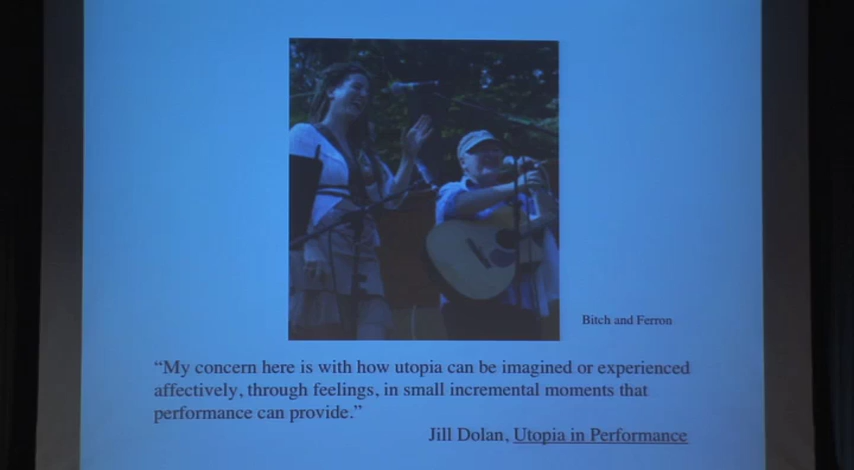 Bitch and Ferron
“My concern here is with how utopia can be imagined or experienced
affectively, through feelings, in small incremental moments that
performance can provide.”
Jill Dolan, Utopia in Performance